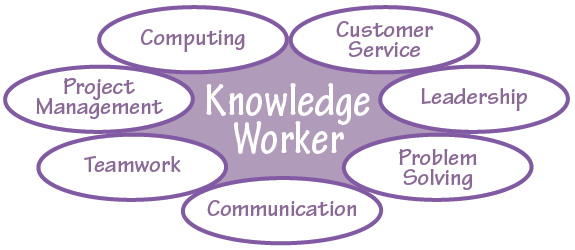 Computing
Customer
Service
Project
Management
Knowledge
Worker
Leadership
Teamwork
Problem
Solving
Communication